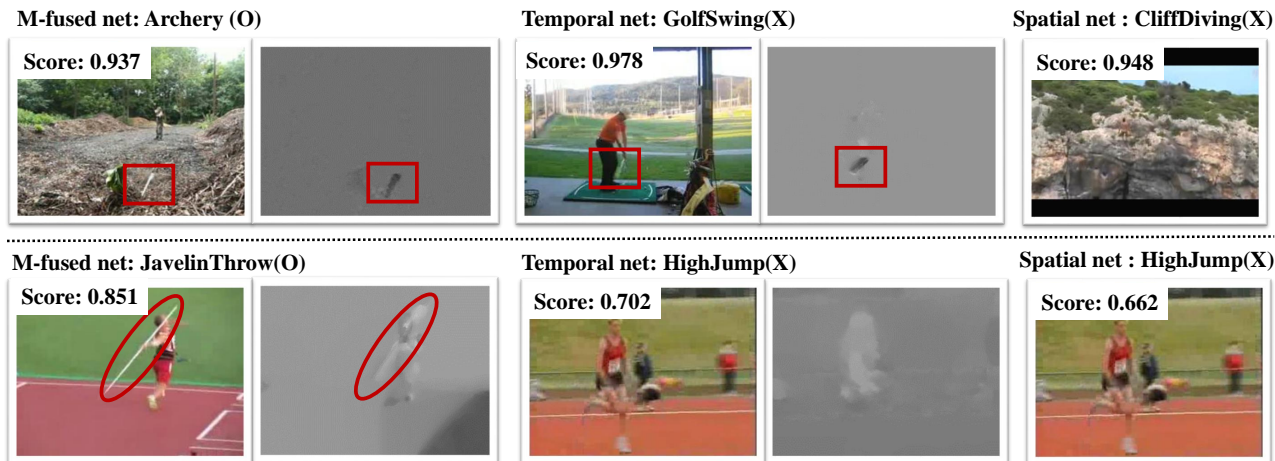 M-fused net: Archery (O)
Temporal net: GolfSwing(X)
Spatial net : CliffDiving(X)
Score: 0.937
Score: 0.978
Score: 0.948
M-fused net: JavelinThrow(O)
Temporal net: HighJump(X)
Spatial net : HighJump(X)
Score: 0.851
Score: 0.702
Score: 0.662